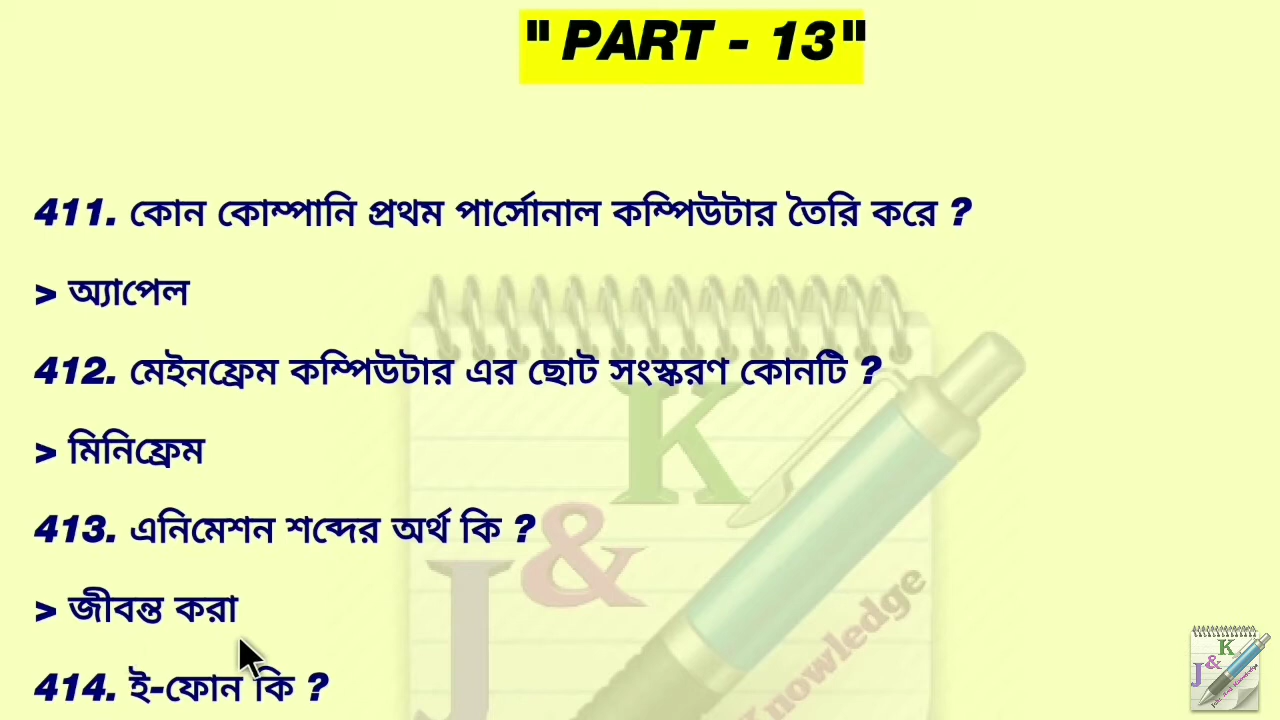 " PART - 13"
411. কোন কোম্পানি প্রথম পার্সোনাল কম্পিউটার তৈরি করে ?
> অ্যাপেল
412. মেইনফ্রেম কম্পিউটার এর ছোট সংস্করণ কোনটি ?
> মিনিফ্রেম
413. এনিমেশন শব্দের অর্থ কি ?
> জীবন্ত করা
414. ই-ফোন কি ?
J & K
Knowledge
J & K